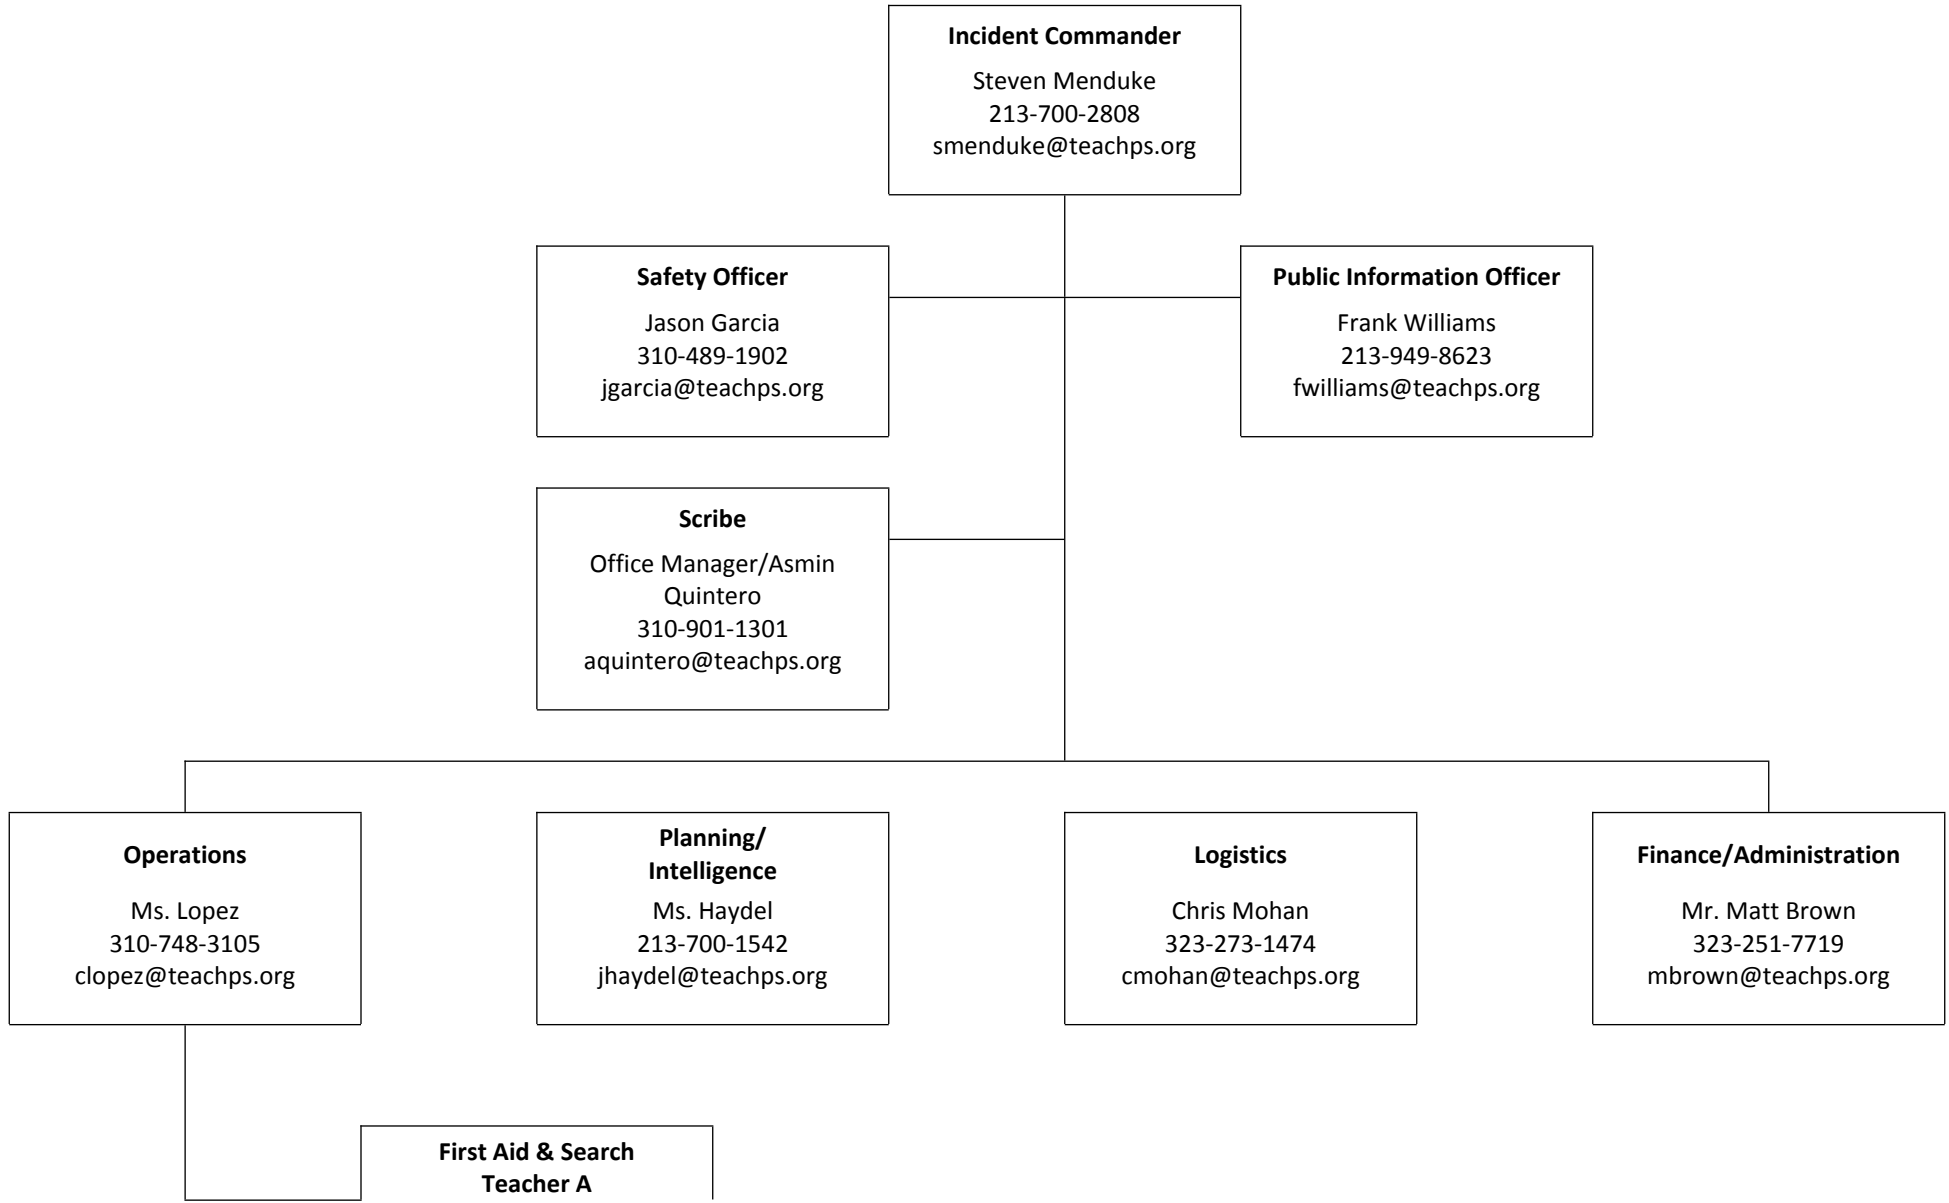 Incident Commander
Steven Menduke
213-700-2808
smenduke@teachps.org
Safety Officer
Jason Garcia
310-489-1902
jgarcia@teachps.org
Public Information Officer
Frank Williams
213-949-8623
fwilliams@teachps.org
Scribe
Office Manager/Asmin
Quintero
310-901-1301
aquintero@teachps.org
Operations
Ms. Lopez
310-748-3105
clopez@teachps.org
Planning/
Intelligence
Ms. Haydel
213-700-1542
jhaydel@teachps.org
Logistics
Chris Mohan
323-273-1474
cmohan@teachps.org
Finance/Administration
Mr. Matt Brown
323-251-7719
mbrown@teachps.org
First Aid & Search
Teacher A